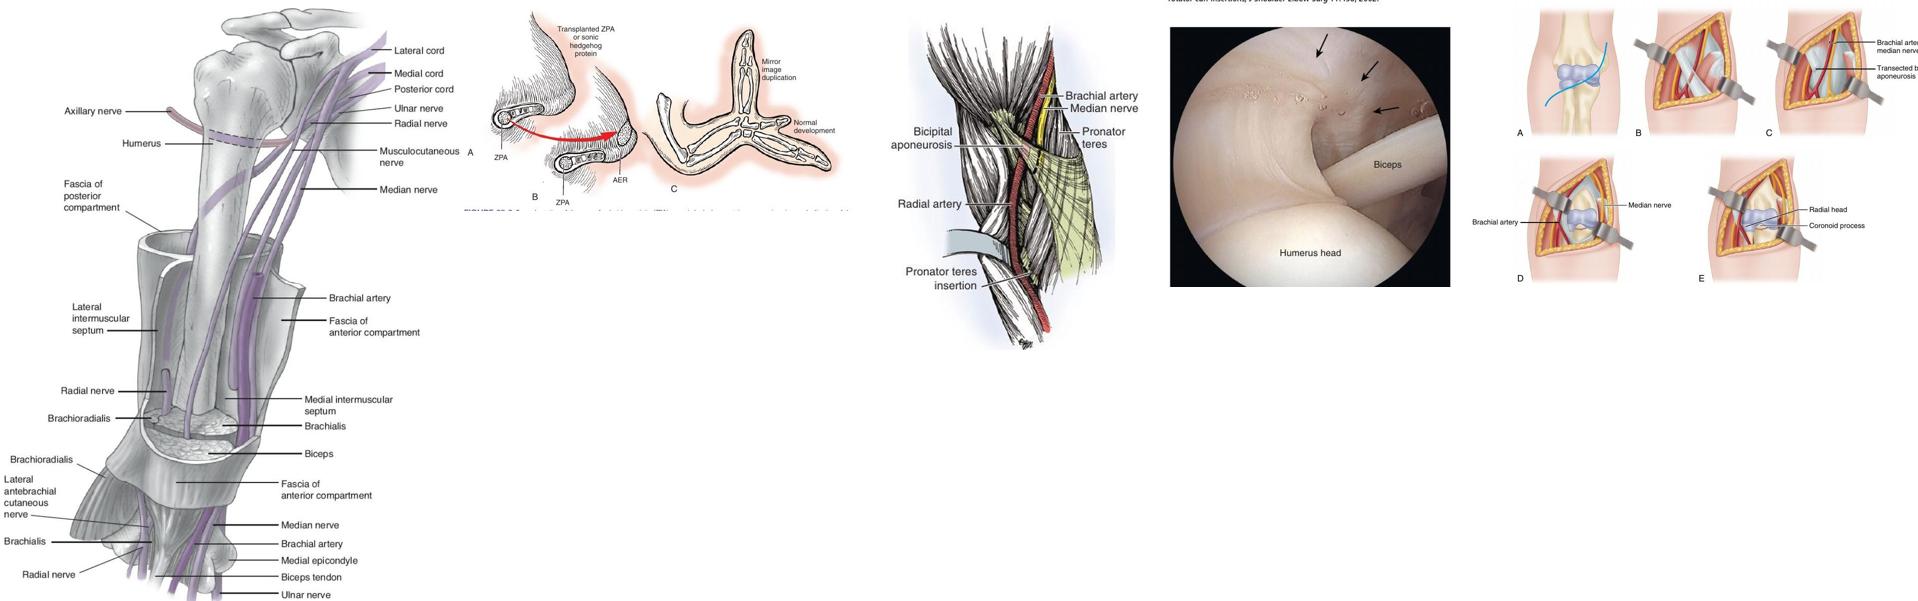 Lateral cord
Medial cord
Posterior cord
Ulnar nerve
Radial nerve
Musculocutaneous
nerve
Median nerve
Axillary nerve
Humerus
Fascia of
posterior
compartment
Lateral
intermuscular
septum
Brachial artery
Fascia of
anterior compartment
Radial nerve
Brachioradialis
Medial intermuscular
septum
Brachialis
Biceps
Brachioradialis
Lateral
antebrachial
cutaneous
nerve
Fascia of
anterior compartment
Brachialis
Radial nerve
Median nerve
Brachial artery
Medial epicondyle
Biceps tendon
Ulnar nerve
Transplanted ZPA
or sonic
hedgehog
protein
Mirror
image
duplication
Normal
development
A
ZPA
B
ZPA
AER
C
Brachial artery
Median nerve
Bicipital
aponeurosis
Pronator
teres
Radial artery
Pronator teres
insertion
Biceps
Humerus head
Brachial arte
median nerve
Transected b
aponeurosis
A
B
C
Brachial artery
Median nerve
D
Radial head
Coronoid process
E